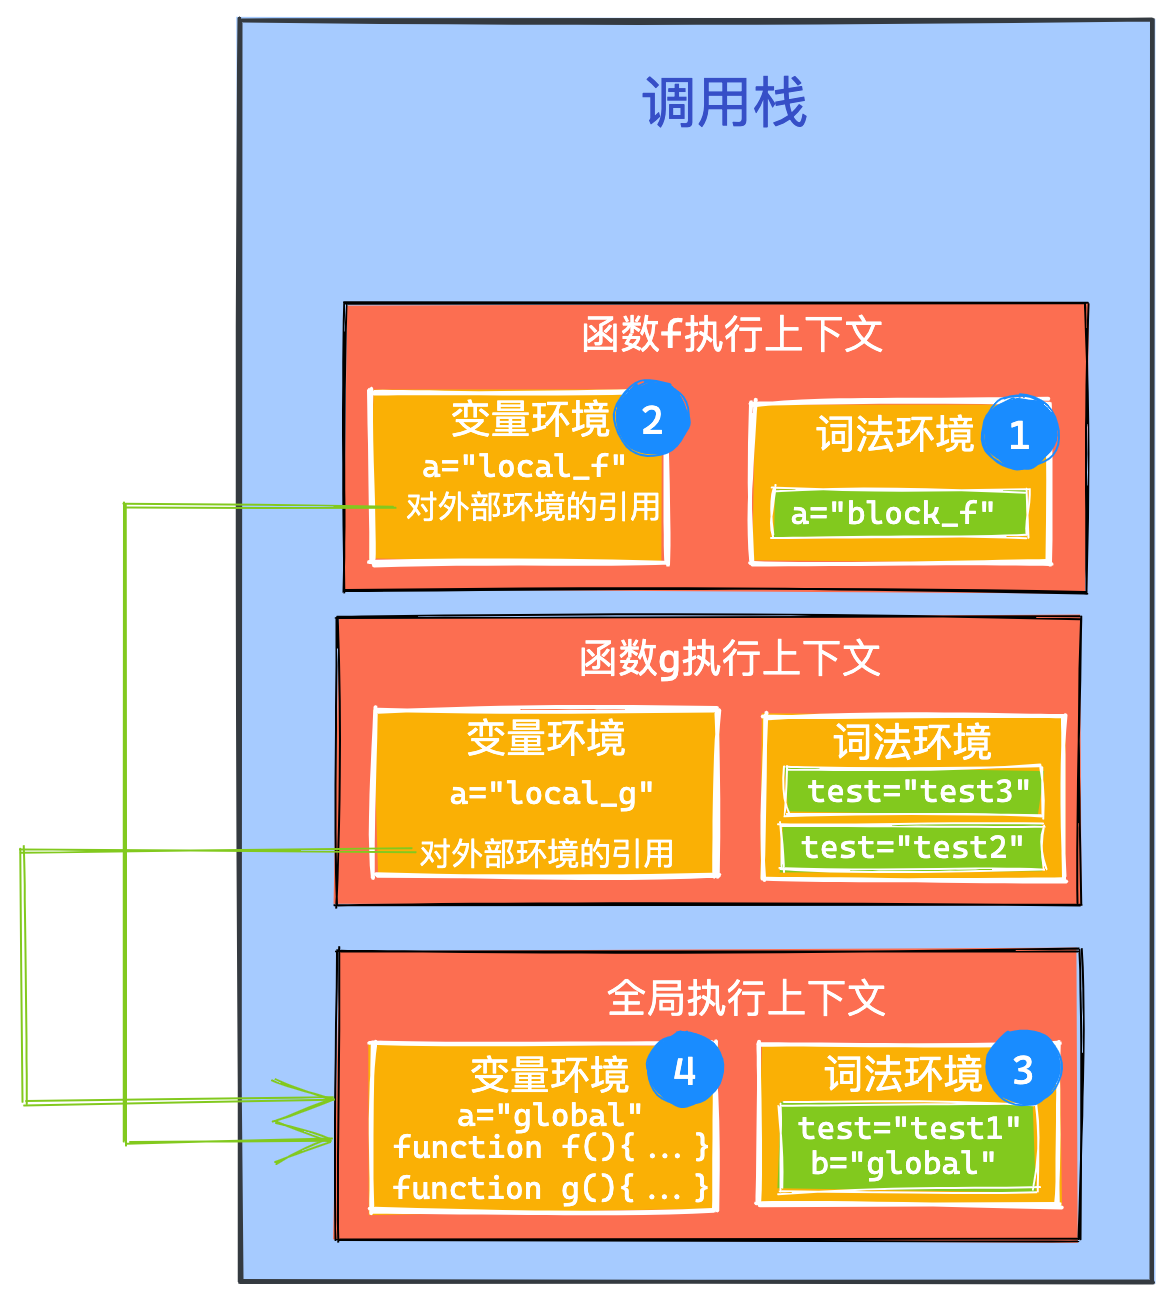 调用栈
函数f执行上下文
变量环境
2
a="local_f"
对外部环境的引用
词法环境
1
a="block_f"
函数g执行上下文
变量环境
a="local_g"
对外部环境的引用
词法环境
test="test3"
test="test2"
全局执行上下文
变量环境
4
a="global"
function f(){ ... }
function g(){ ... }
词法环境
3
test="test1"
b="global"